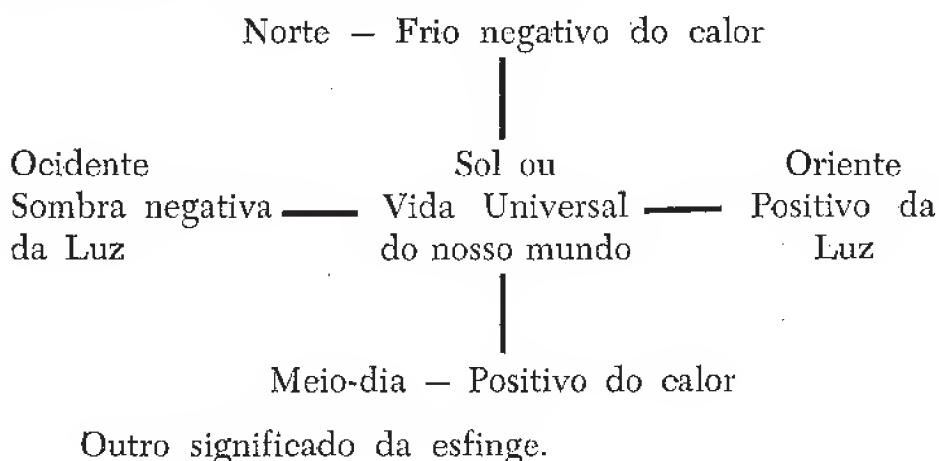 Norte — Frio negativo do calor
Ocidente
Sombra negativa
da Luz
Sol ou
Vida Universal
do nosso mundo
Oriente
Positivo da
Luz
Meio-dia — Positivo do calor
Outro significado da esfinge.